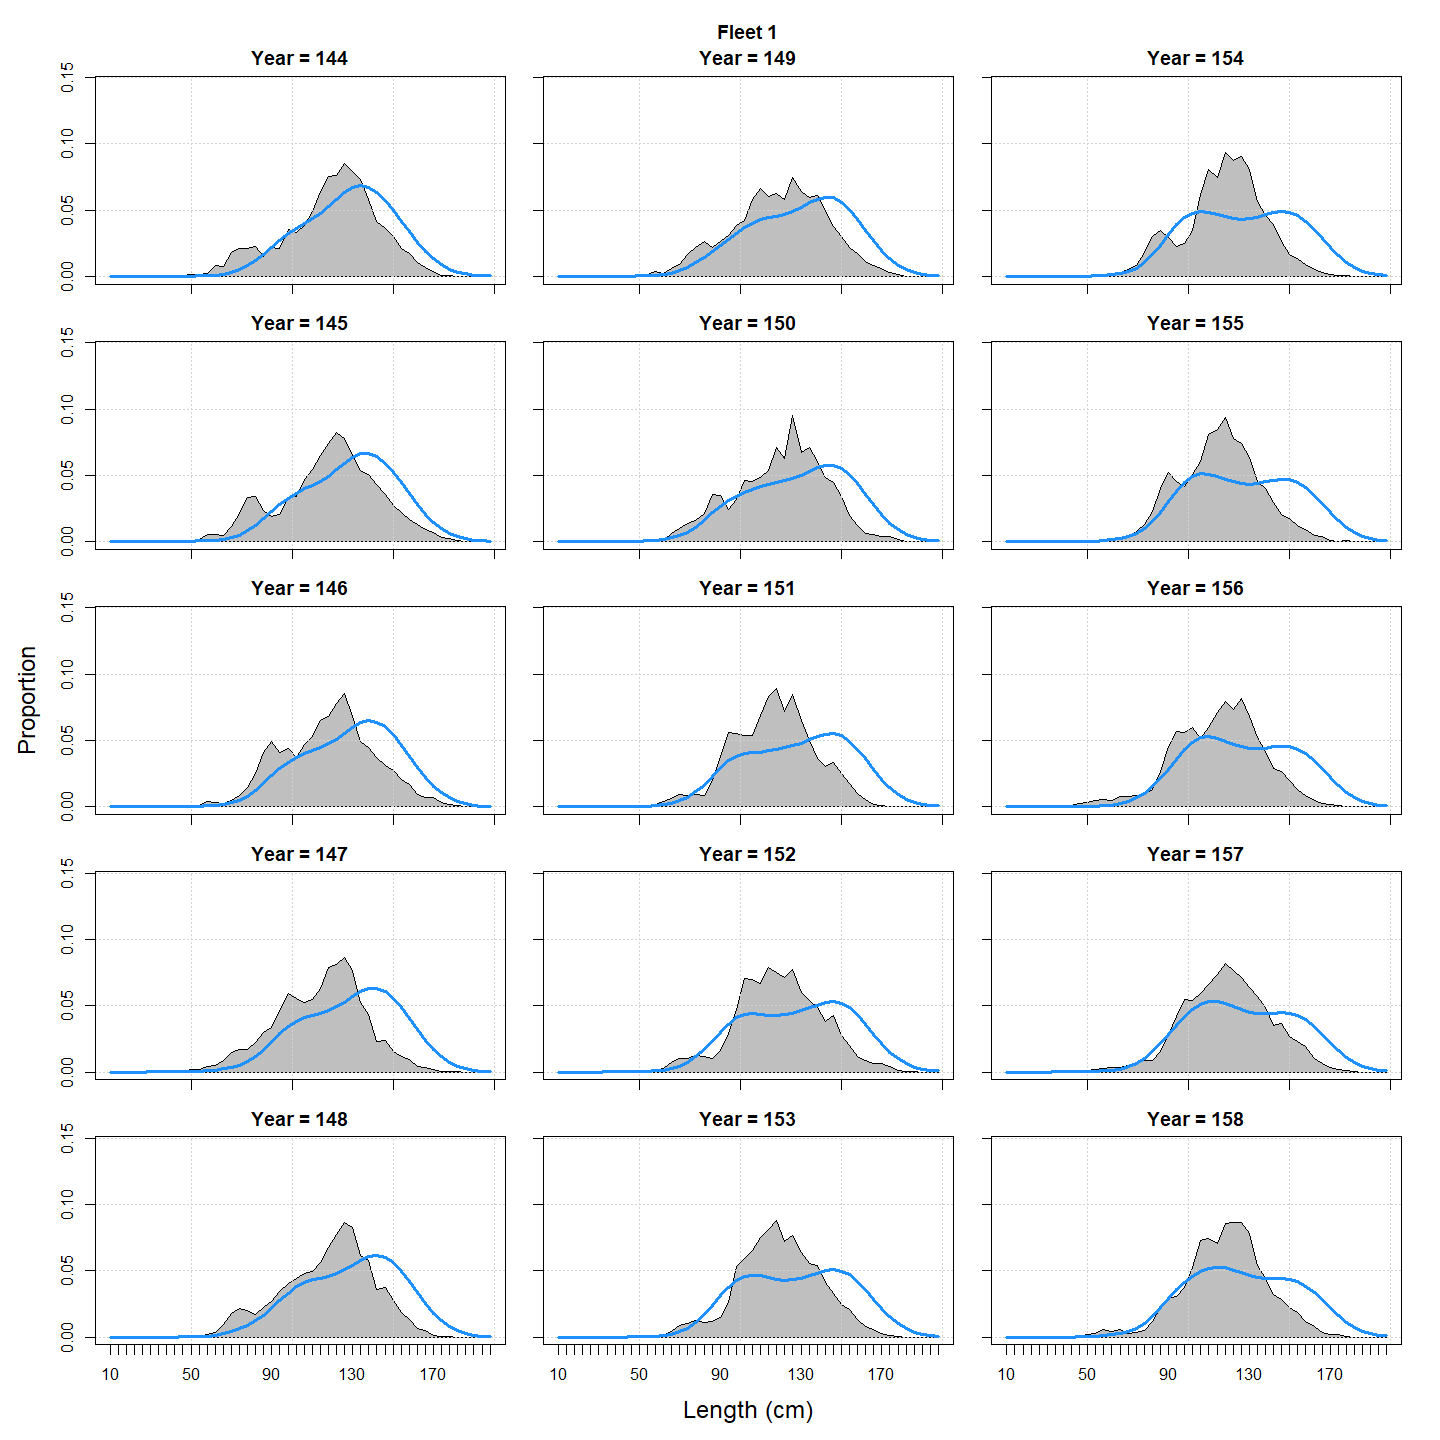 Fleet 1
Year = 144 Year = 149 Year = 154
0.15
0.10
0.05
0.00
Year = 145 Year = 150 Year = 155
0.15
0.10
0.05
0.00
Year = 146 Year = 151 Year = 156
0.15
0.10
0.05
0.00
Proportion
Year = 147 Year = 152 Year = 157
0.15
0.10
0.05
0.00
Year = 148 Year = 153 Year = 158
0.15
0.10
0.05
0.00
10 50 90 130 170 10 50 90 130 170 10 50 90 130 170
Length (cm)